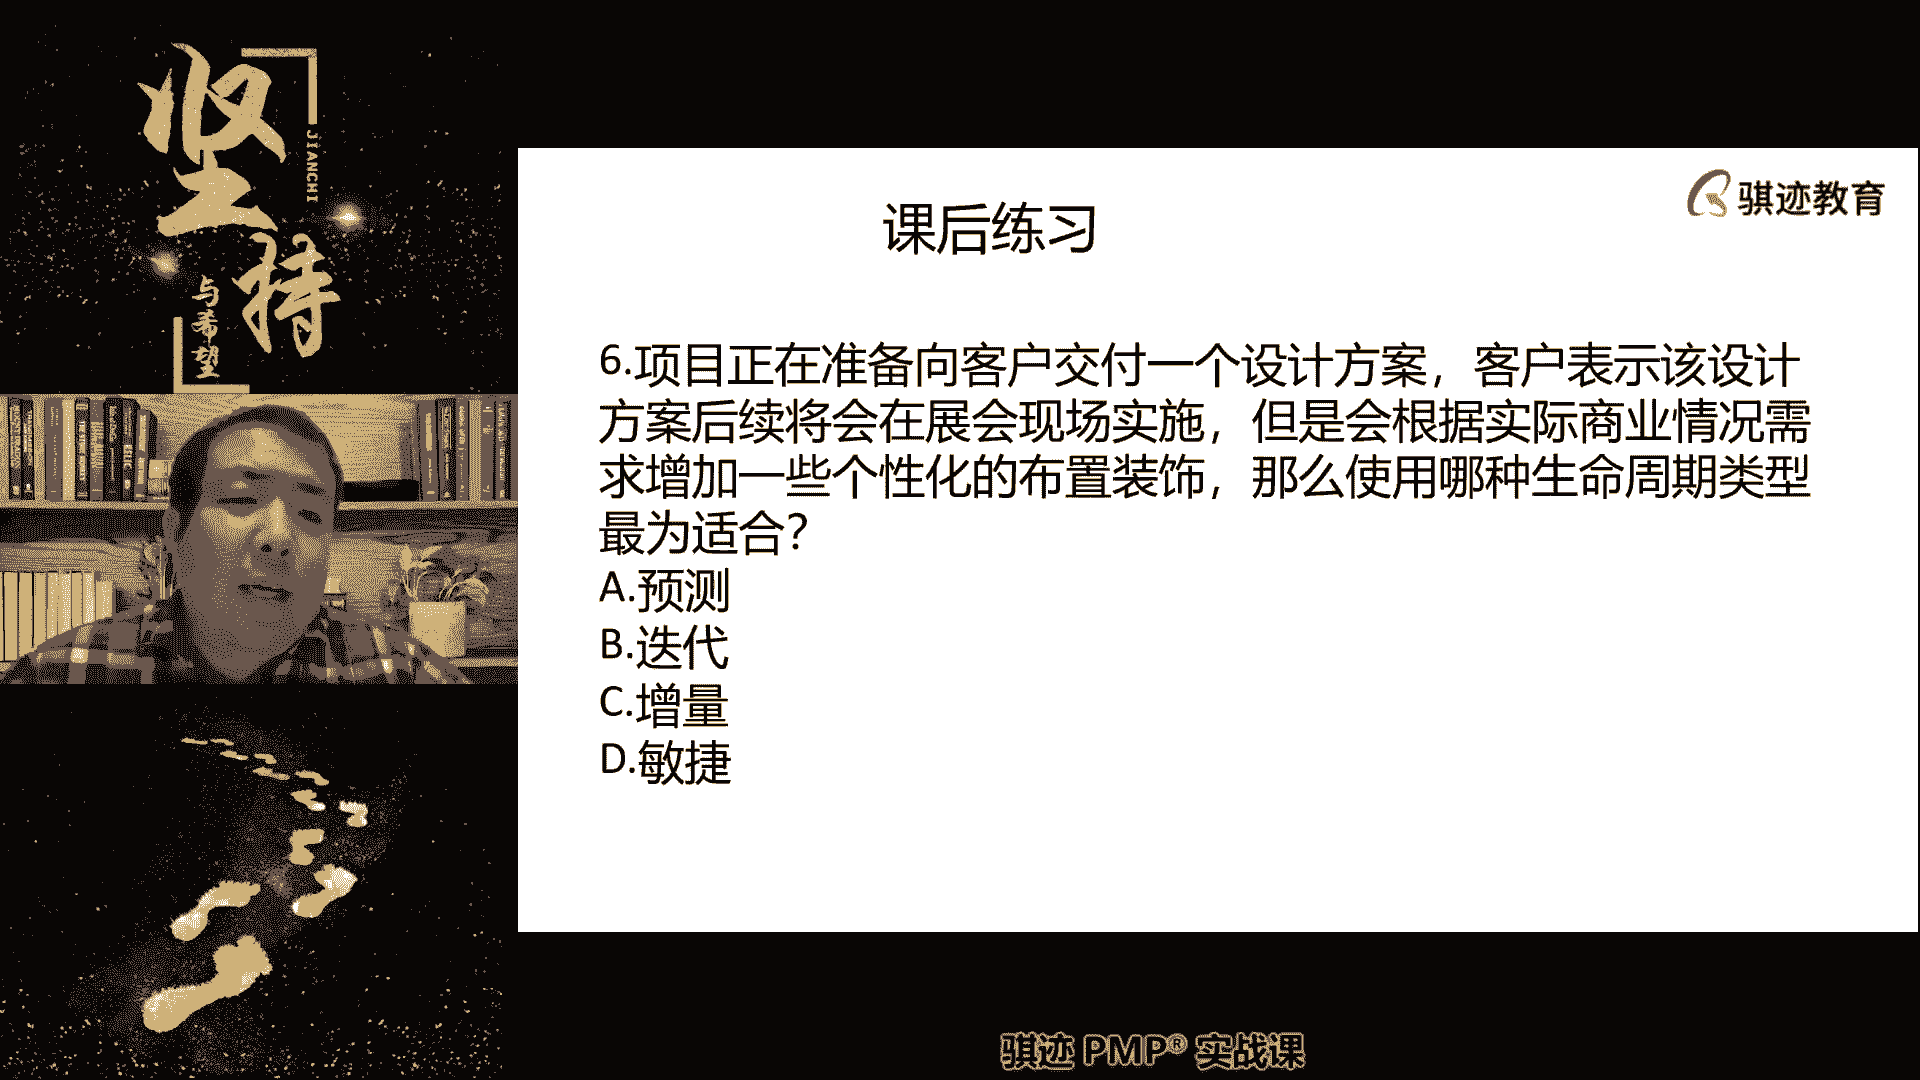 坚持
JIANCHI
与希望
骐迹教育
课后练习
6.项目正在准备向客户交付一个设计方案，客户表示该设计
方案后续将会在展会现场实施，但是会根据实际商业情况需
求增加一些个性化的布置装饰，那么使用哪种生命周期类型
最为适合？
A.预测
B.迭代
C.增量
D.敏捷
骐迹 PMP® 实战课